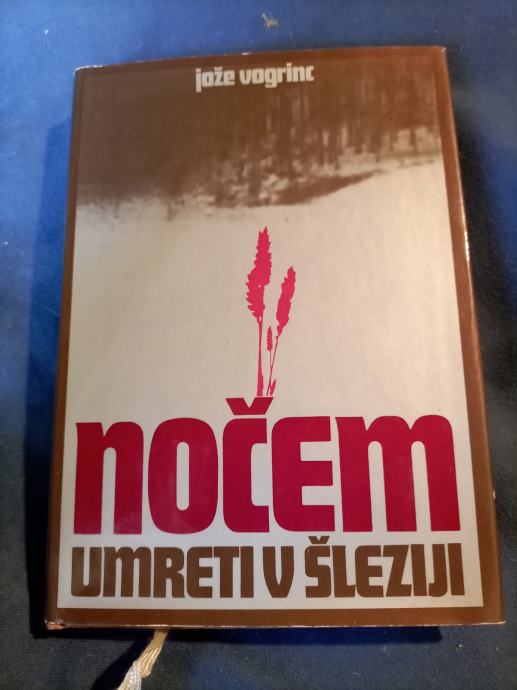 jože vogrinc
nočem
umreti v šleziji